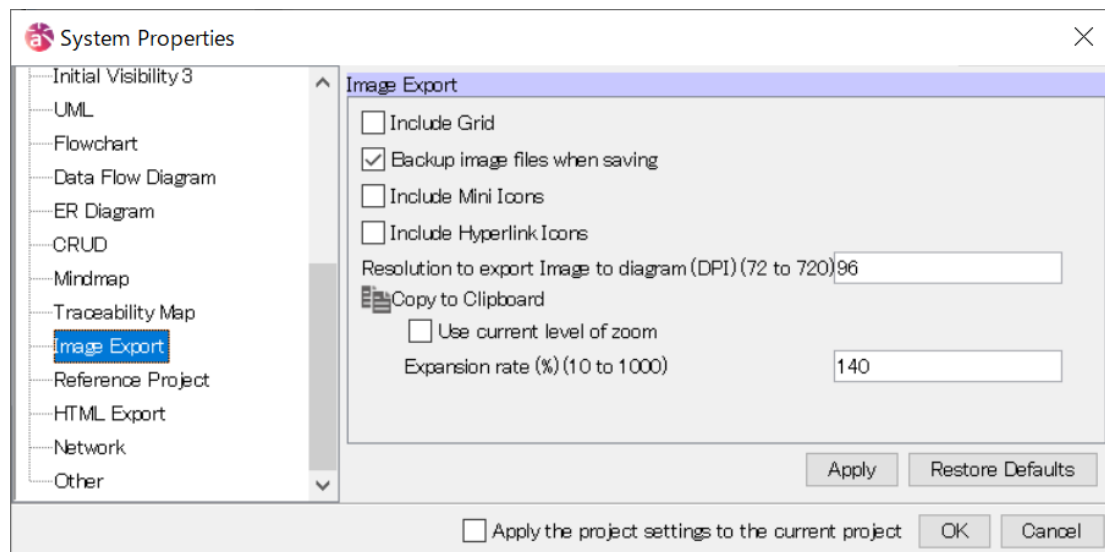 System Properties
Initial Visibility 3
UML
Flowchart
Data Flow Diagram
ER Diagram
CRUD
Mindmap
Traceability Map
Image Export
Reference Project
HTML Export
Network
Other
Image Export
Include Grid
Backup image files when saving
Include Mini Icons
Include Hyperlink Icons
Resolution to export Image to diagram (DPI) (72 to 720) 96
Copy to Clipboard
Use current level of zoom
Expansion rate (%) (10 to 1000) 140
Apply Restore Defaults
Apply the project settings to the current project OK Cancel